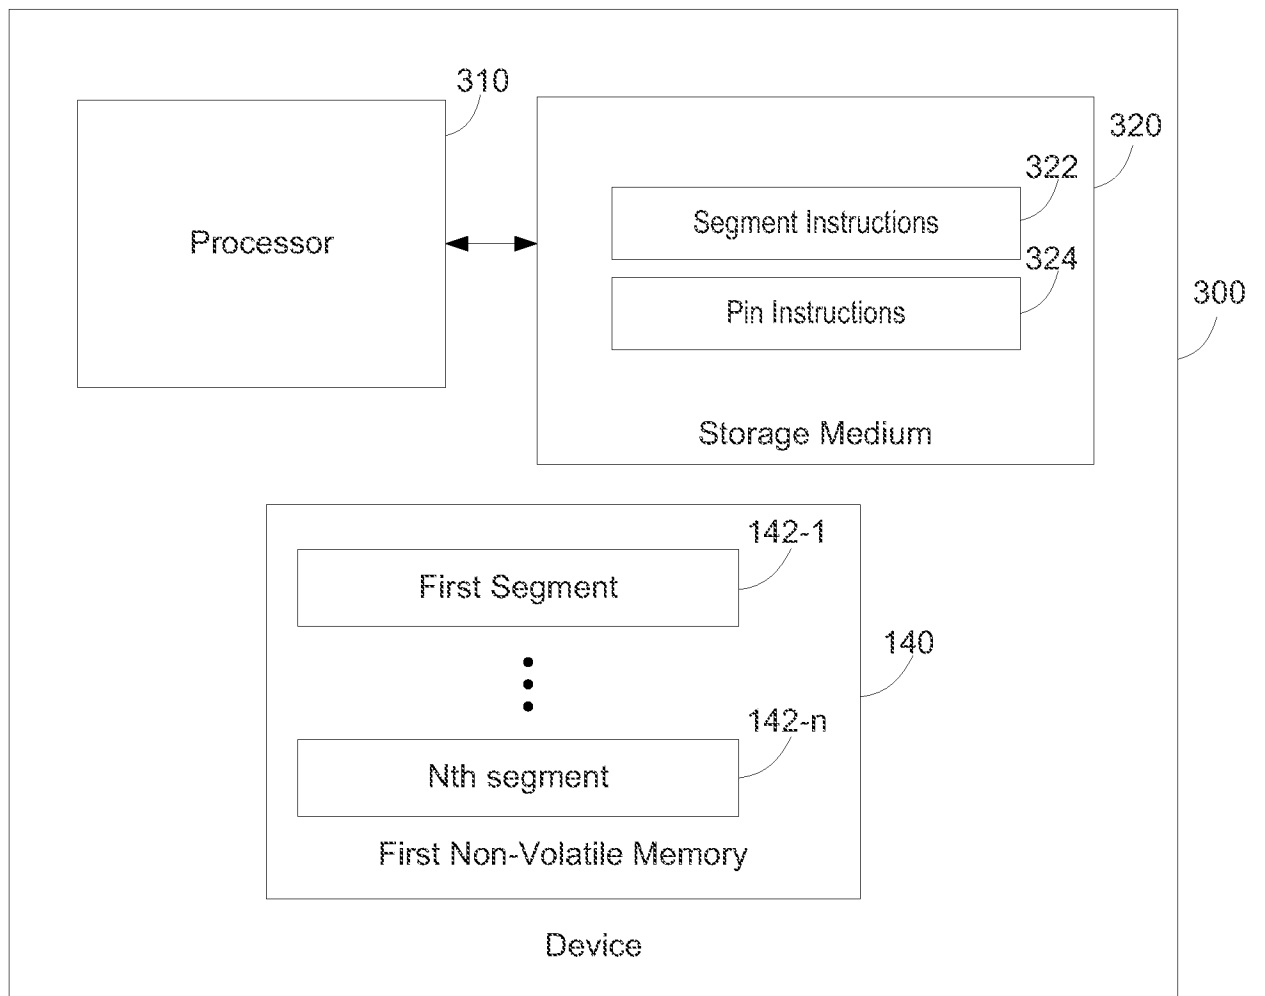 310
320
322
Segment Instructions
Processor
324
300
Pin Instructions
Storage Medium
142-1
First Segment
140
142-n
Nth segment
First Non-Volatile Memory
Device